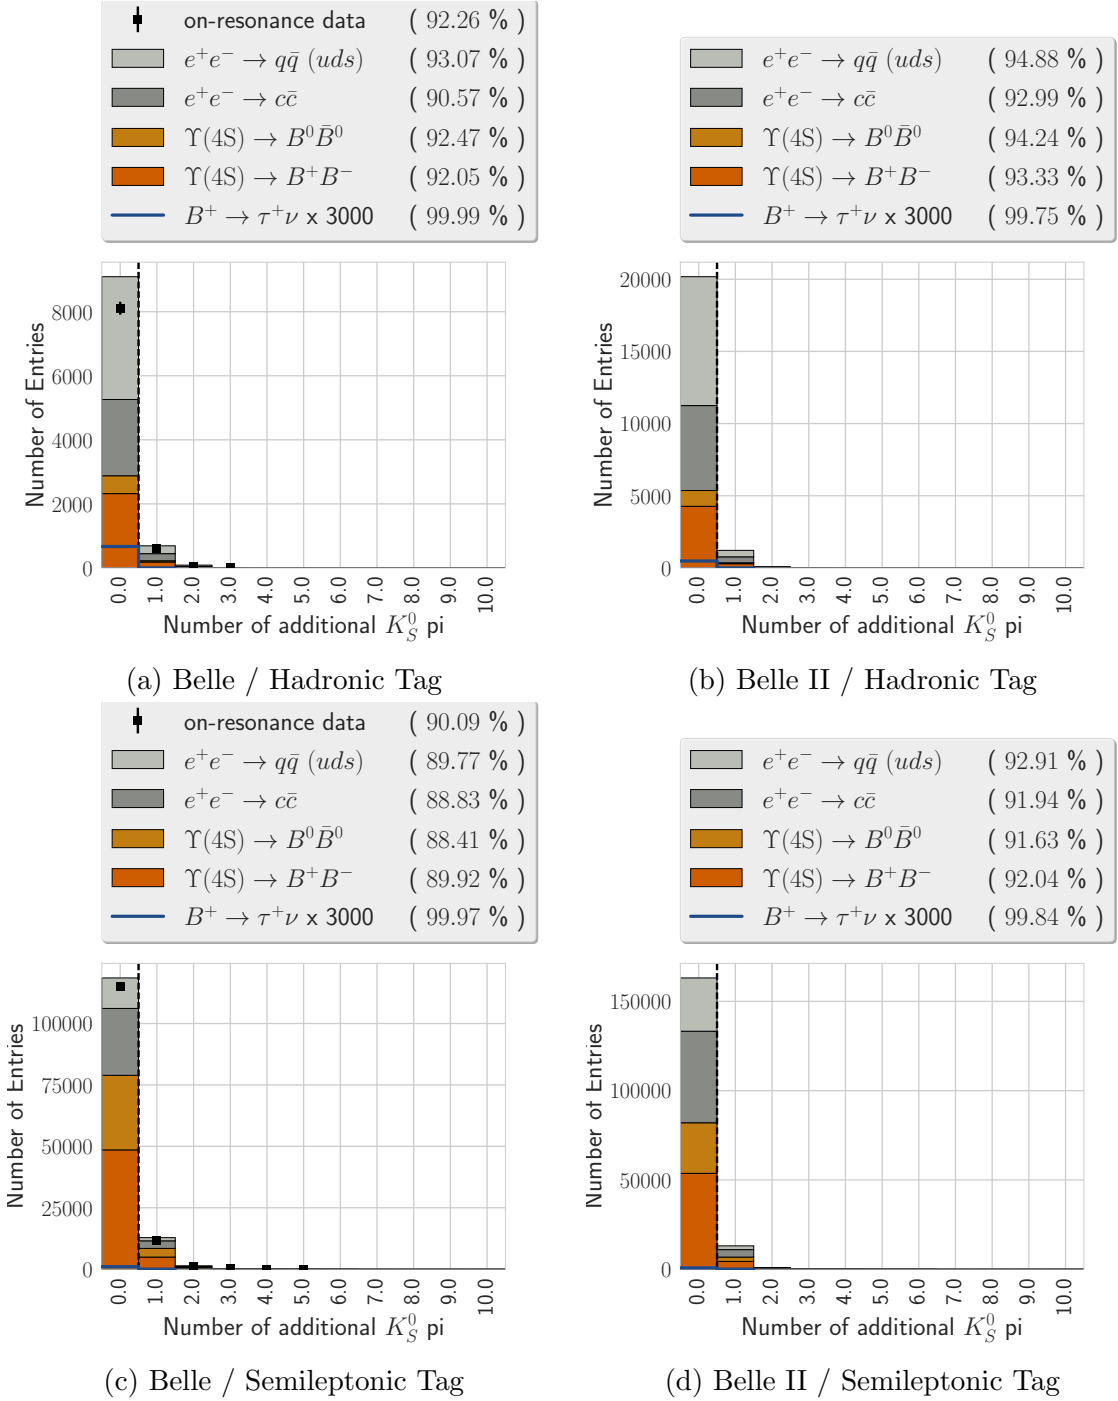 on-resonance data ( 92.26 % )
e⁺e⁻ → qq̄ (uds) ( 93.07 % )
e⁺e⁻ → cc̄ ( 90.57 % )
Υ(4S) → B⁰B̄⁰ ( 92.47 % )
Υ(4S) → B⁺B⁻ ( 92.05 % )
B⁺ → τ⁺ν x 3000 ( 99.99 % )
Number of Entries
8000
6000
4000
2000
0
0.0 1.0 2.0 3.0 4.0 5.0 6.0 7.0 8.0 9.0 10.0
Number of additional K_S^0 pi
(a) Belle / Hadronic Tag
e⁺e⁻ → qq̄ (uds) ( 94.88 % )
e⁺e⁻ → cc̄ ( 92.99 % )
Υ(4S) → B⁰B̄⁰ ( 94.24 % )
Υ(4S) → B⁺B⁻ ( 93.33 % )
B⁺ → τ⁺ν x 3000 ( 99.75 % )
Number of Entries
20000
15000
10000
5000
0
0.0 1.0 2.0 3.0 4.0 5.0 6.0 7.0 8.0 9.0 10.0
Number of additional K_S^0 pi
(b) Belle II / Hadronic Tag
on-resonance data ( 90.09 % )
e⁺e⁻ → qq̄ (uds) ( 89.77 % )
e⁺e⁻ → cc̄ ( 88.83 % )
Υ(4S) → B⁰B̄⁰ ( 88.41 % )
Υ(4S) → B⁺B⁻ ( 89.92 % )
B⁺ → τ⁺ν x 3000 ( 99.97 % )
Number of Entries
100000
75000
50000
25000
0
0.0 1.0 2.0 3.0 4.0 5.0 6.0 7.0 8.0 9.0 10.0
Number of additional K_S^0 pi
(c) Belle / Semileptonic Tag
e⁺e⁻ → qq̄ (uds) ( 92.91 % )
e⁺e⁻ → cc̄ ( 91.94 % )
Υ(4S) → B⁰B̄⁰ ( 91.63 % )
Υ(4S) → B⁺B⁻ ( 92.04 % )
B⁺ → τ⁺ν x 3000 ( 99.84 % )
Number of Entries
150000
100000
50000
0
0.0 1.0 2.0 3.0 4.0 5.0 6.0 7.0 8.0 9.0 10.0
Number of additional K_S^0 pi
(d) Belle II / Semileptonic Tag